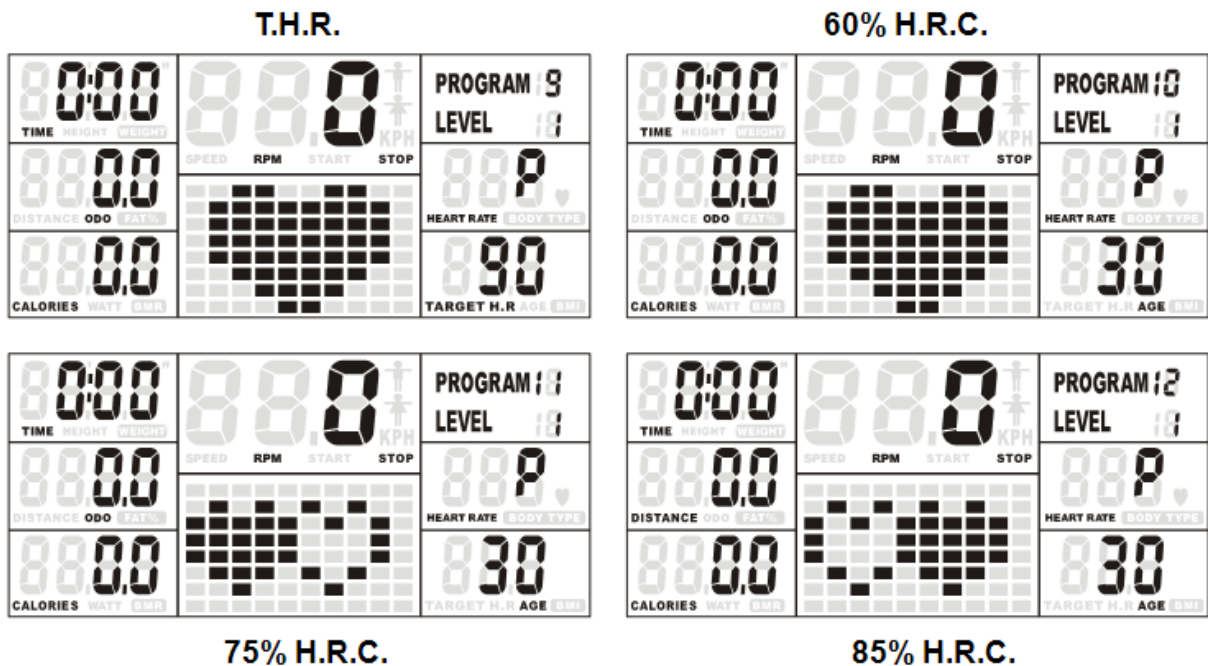 T.H.R.
0:00
TIME HEIGHT WEIGHT
0.0
DISTANCE ODO FAT%
0.0
CALORIES WATT BMR
0
KPH
SPEED RPM START STOP
PROGRAM 9
LEVEL 1
P
HEART RATE BODY TYPE
90
TARGET H.R AGE BMI
60% H.R.C.
0:00
TIME HEIGHT WEIGHT
0.0
DISTANCE ODO FAT%
0.0
CALORIES WATT BMR
0
KPH
SPEED RPM START STOP
PROGRAM 10
LEVEL 1
P
HEART RATE BODY TYPE
30
TARGET H.R AGE BMI
0:00
TIME HEIGHT WEIGHT
0.0
DISTANCE ODO FAT%
0.0
CALORIES WATT BMR
0
KPH
SPEED RPM START STOP
PROGRAM 11
LEVEL 1
P
HEART RATE BODY TYPE
30
TARGET H.R AGE BMI
75% H.R.C.
0:00
TIME HEIGHT WEIGHT
0.0
DISTANCE ODO FAT%
0.0
CALORIES WATT BMR
0
KPH
SPEED RPM START STOP
PROGRAM 12
LEVEL 1
P
HEART RATE BODY TYPE
30
TARGET H.R AGE BMI
85% H.R.C.